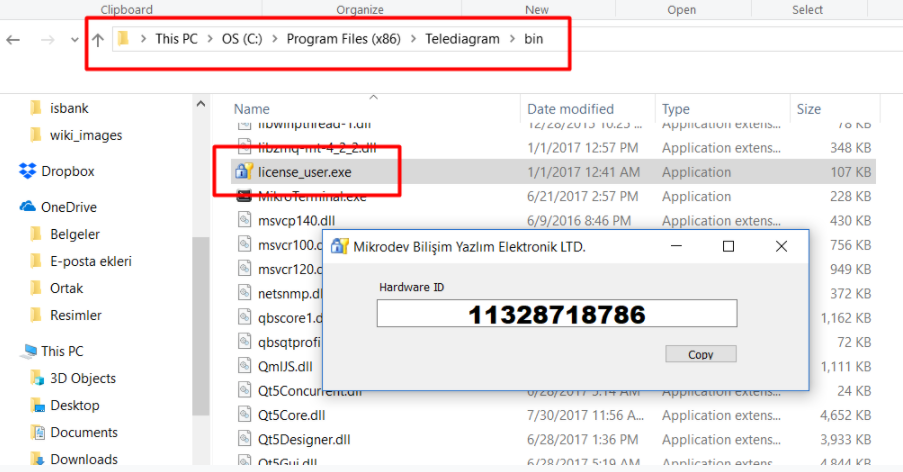 Clipboard Organize New Open Select
This PC > OS (C:) > Program Files (x86) > Telediagram > bin
Name Date modified Type Size
libwinpthread-1.dll 12/28/2015 10:25 ... Application extens... 78 KB
libzmq-mt-4_2_2.dll 1/1/2017 12:57 PM Application extens... 348 KB
license_user.exe 1/1/2017 12:41 AM Application 107 KB
MikroTerminal.exe 6/21/2017 2:57 PM Application 228 KB
msvcp140.dll 6/9/2016 8:46 PM Application extens... 430 KB
msvcr100.d 756 KB
msvcr120.d 949 KB
netsnmp.dl 372 KB
qbscore1.d 1,162 KB
qbsqtprofi 72 KB
QmlJS.dll 1,111 KB
Qt5Concurrent.dll 6/28/2017 5:14 AM Application extens... 24 KB
Qt5Core.dll 7/30/2017 11:56 A... Application extens... 4,652 KB
Qt5Designer.dll 6/28/2017 1:36 PM Application extens... 3,933 KB
Qt5Gui.dll 6/28/2017 5:19 AM Application extens... 4,844 KB
isbank
wiki_images
Dropbox
OneDrive
Belgeler
E-posta ekleri
Ortak
Resimler
This PC
3D Objects
Desktop
Documents
Downloads
Mikrodev Bilişim Yazlım Elektronik LTD.
Hardware ID
11328718786
Copy